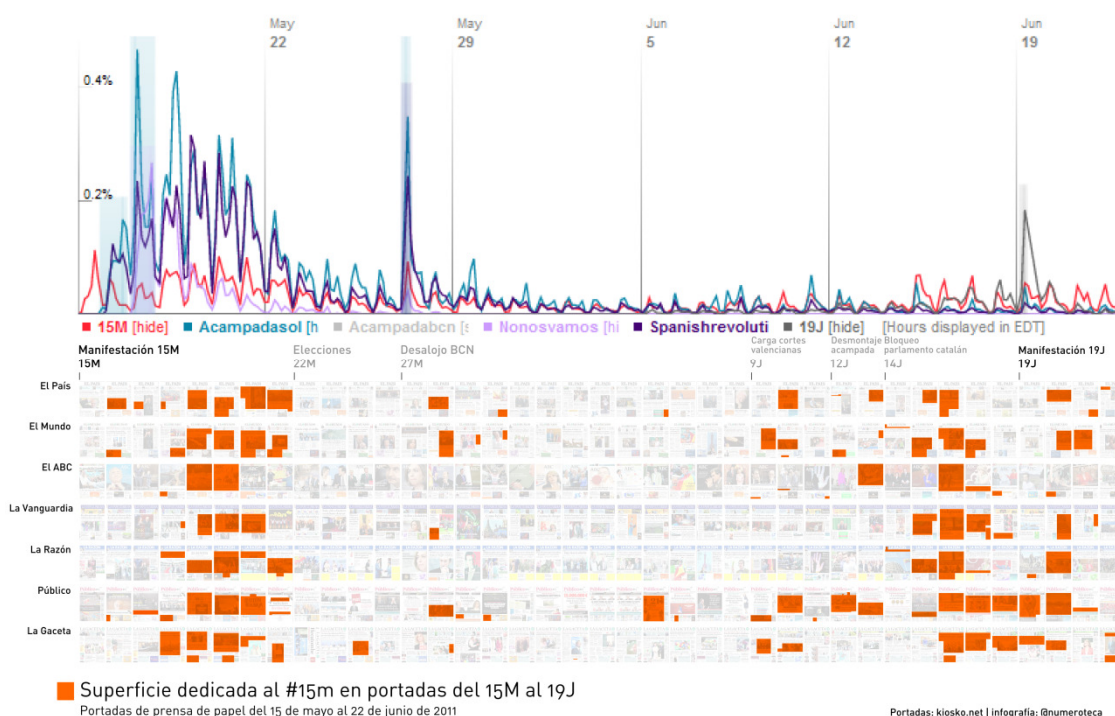 May
22
May
29
Jun
5
Jun
12
Jun
19
0.4%
0.2%
15M [hide]
Acampadasol [h
Acampadabcn [s
Nonosvamos [hi
Spanishrevoluti
19J [hide]
[Hours displayed in EDT]
Manifestación 15M
15M
Elecciones
22M
Desalojo BCN
27M
Carga cortes
valencianas
9J
Desmontaje
acampada
12J
Bloqueo
parlamento catalán
14J
Manifestación 19J
19J
El País
El Mundo
El ABC
La Vanguardia
La Razón
Público
La Gaceta
Superficie dedicada al #15m en portadas del 15M al 19J
Portadas de prensa de papel del 15 de mayo al 22 de junio de 2011
Portadas: kiosko.net | infografía: @numeroteca